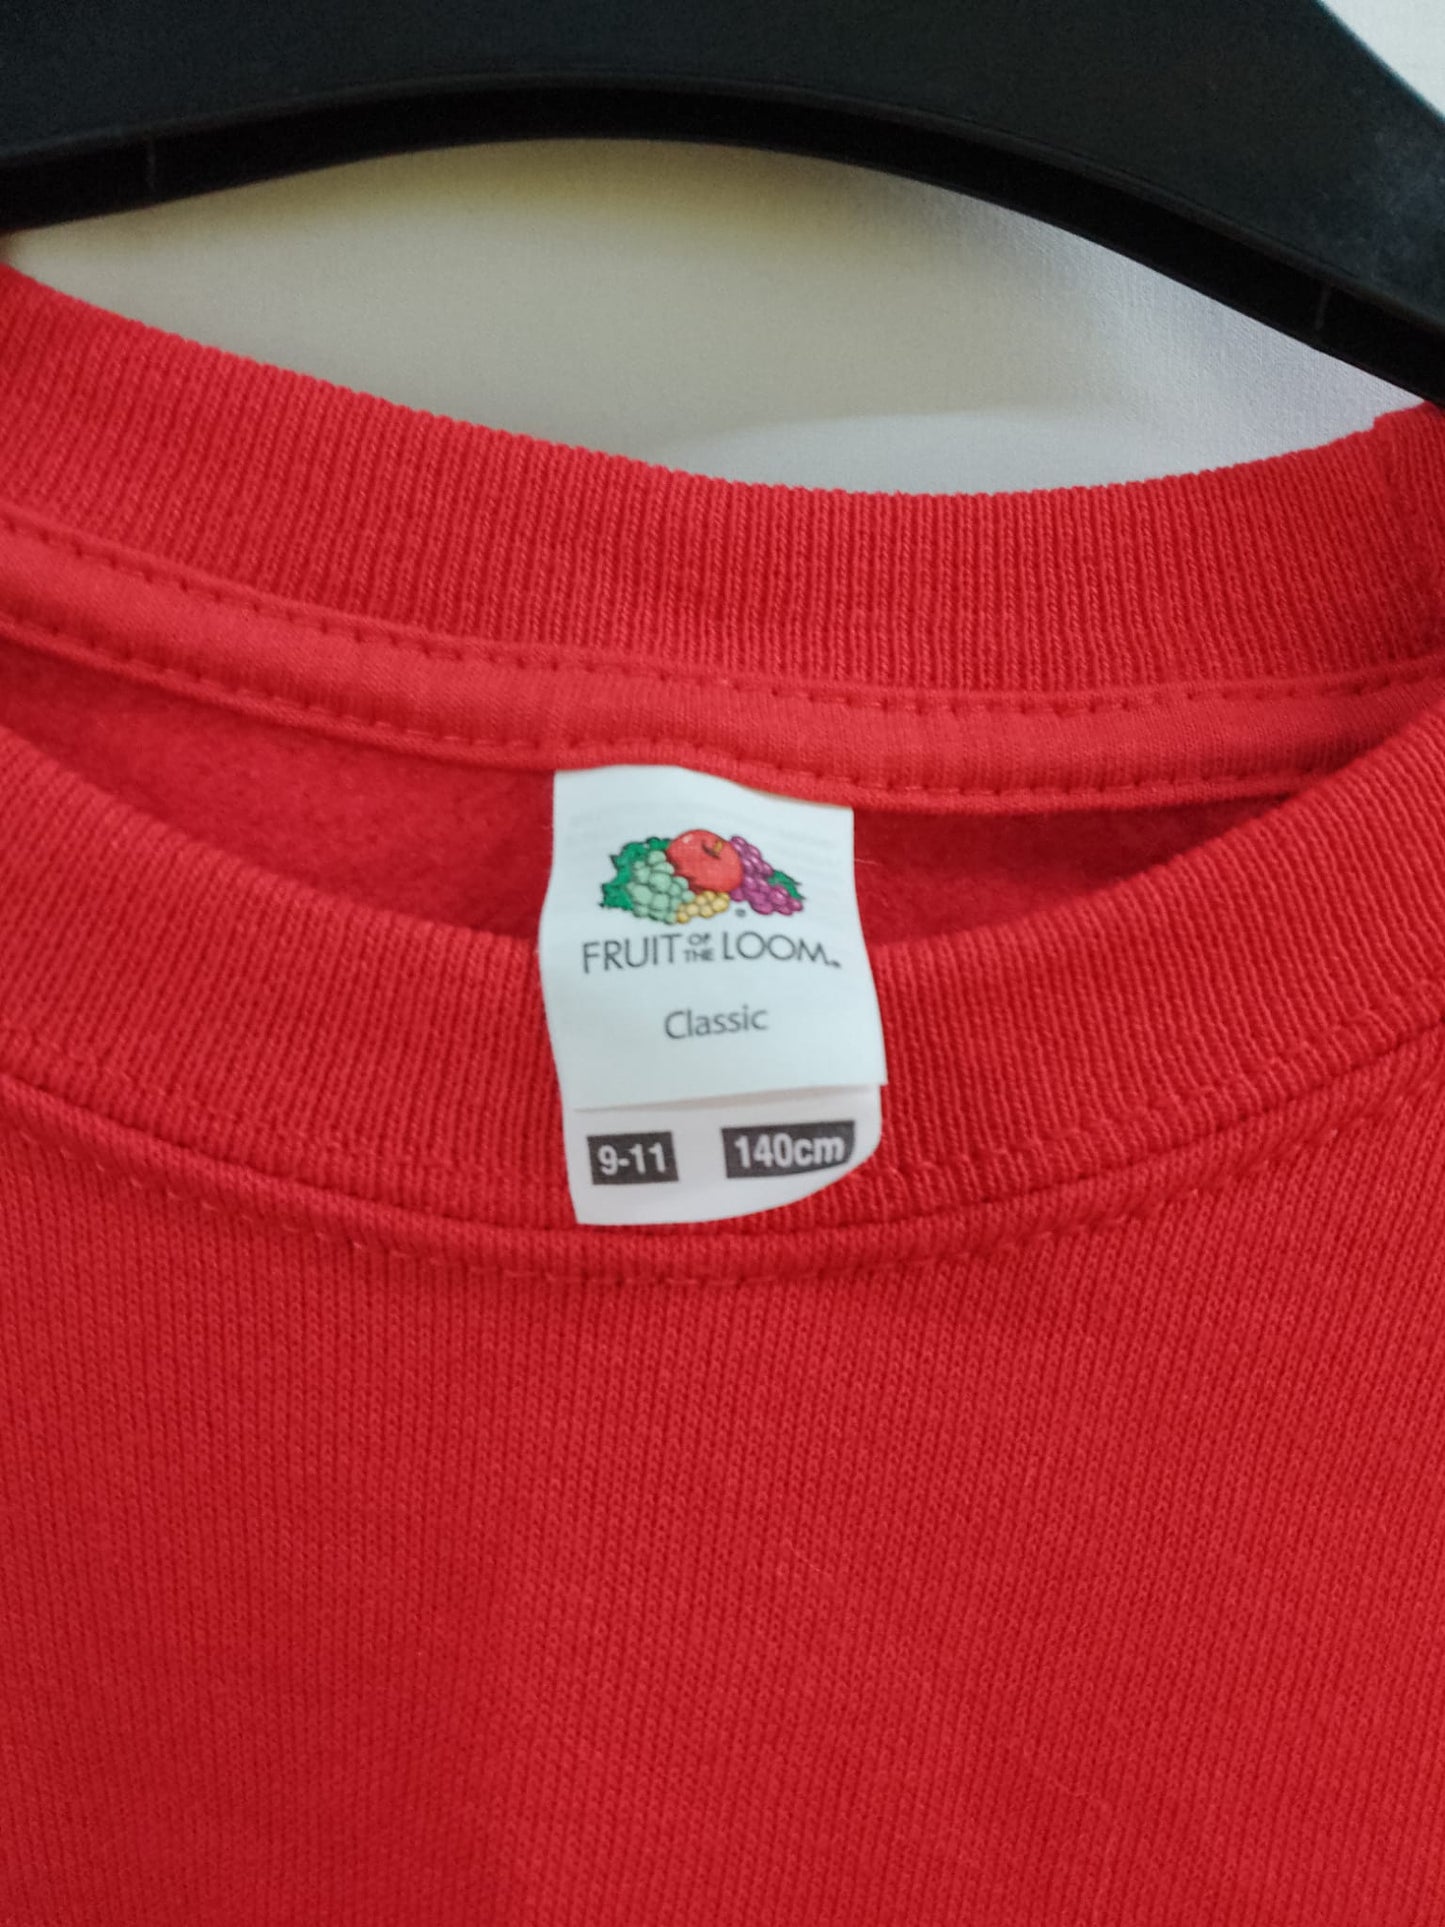 FRUIT OF THE LOOM
Classic
9-11 140cm